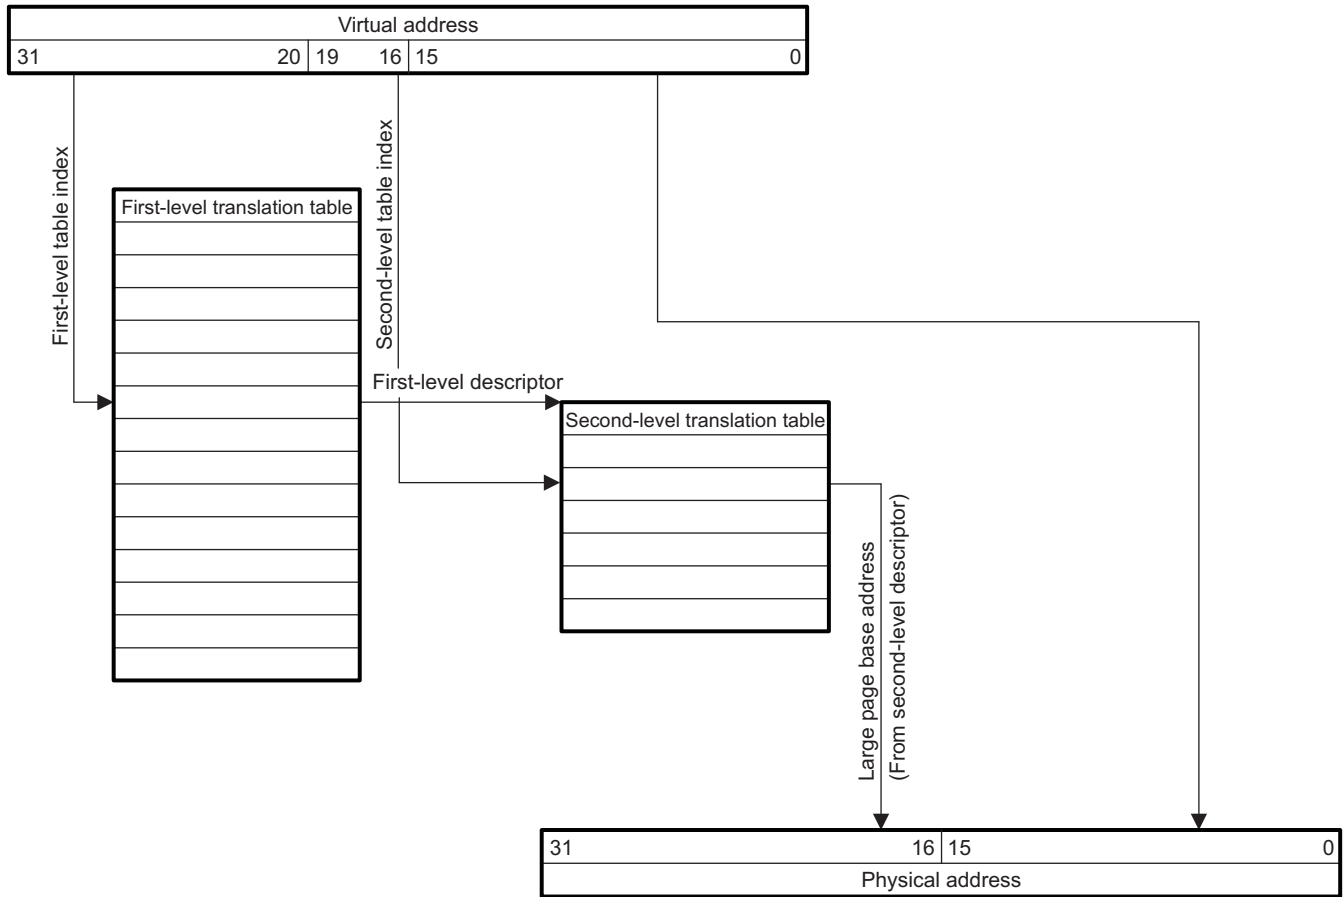 Virtual address
31 20 19 16 15 0
First-level table index
Second-level table index
First-level translation table
First-level descriptor
Second-level translation table
Large page base address
(From second-level descriptor)
31 16 15 0
Physical address